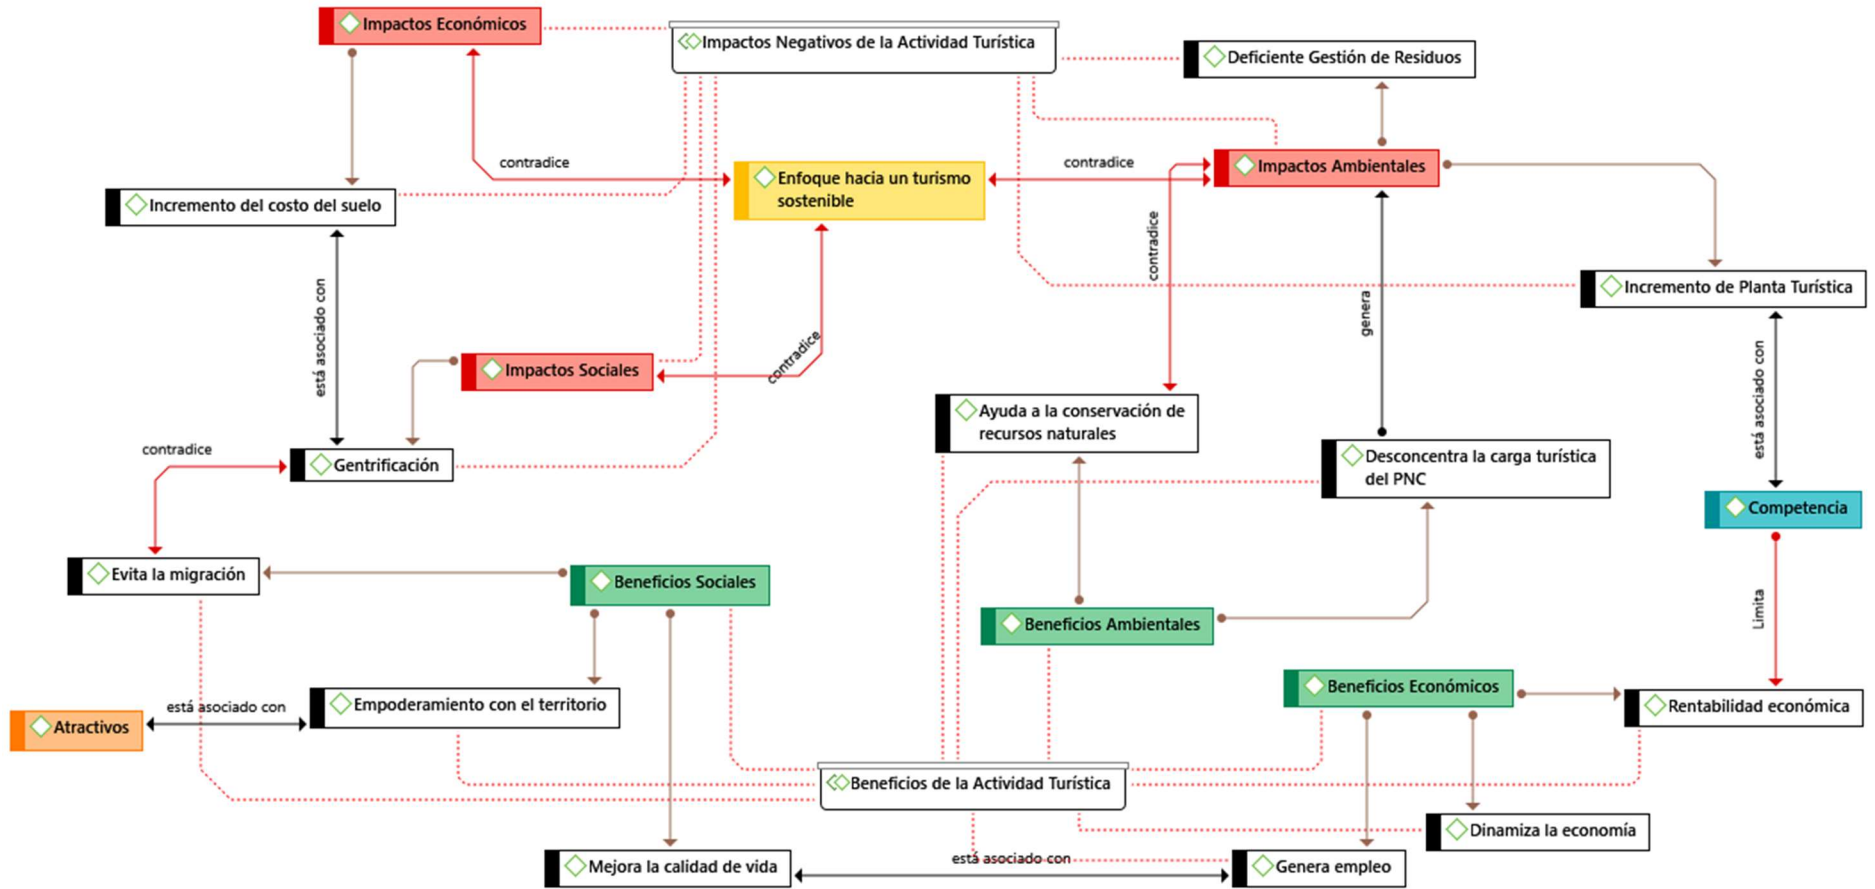 Impactos Económicos
Impactos Negativos de la Actividad Turística
Deficiente Gestión de Residuos
contradice
contradice
Impactos Ambientales
Enfoque hacia un turismo
sostenible
Incremento del costo del suelo
contradice
Incremento de Planta Turística
genera
está asociado con
contradice
Impactos Sociales
está asociado con
Ayuda a la conservación de
recursos naturales
contradice
Gentrificación
Desconcentra la carga turística
del PNC
Competencia
Evita la migración
Beneficios Sociales
Limita
Beneficios Ambientales
Beneficios Económicos
Empoderamiento con el territorio
está asociado con
Rentabilidad económica
Atractivos
Beneficios de la Actividad Turística
Dinamiza la economía
está asociado con
Mejora la calidad de vida
Genera empleo